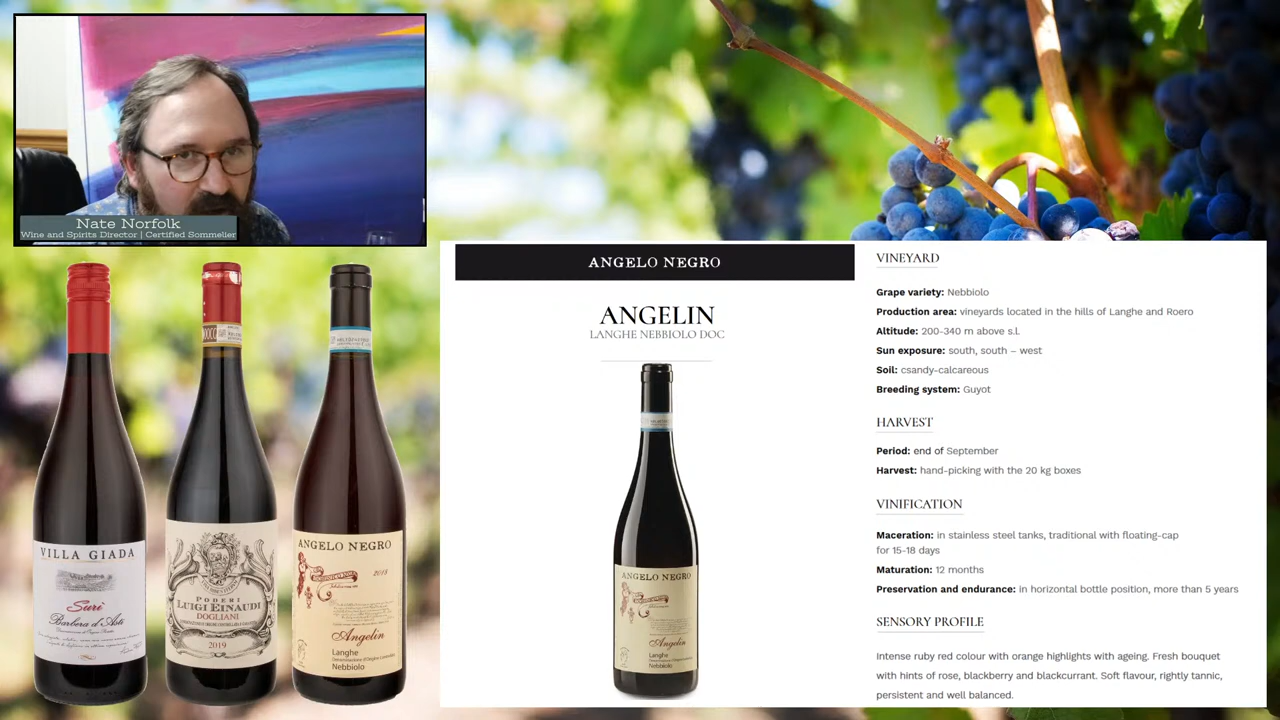 Nate Norfolk
Wine and Spirits Director | Certified Sommelier
VILLA GIADA
Surì
Barbera d'Asti
PODERI
LUIGI EINAUDI
DOGLIANI
2019
ANGELO NEGRO
Angelin
Langhe
Nebbiolo
ANGELO NEGRO
ANGELIN
LANGHE NEBBIOLO DOC
ANGELO NEGRO
Angelin
Langhe
Nebbiolo
VINEYARD
Grape variety: Nebbiolo
Production area: vineyards located in the hills of Langhe and Roero
Altitude: 200-340 m above s.l.
Sun exposure: south, south – west
Soil: csandy-calcareous
Breeding system: Guyot
HARVEST
Period: end of September
Harvest: hand-picking with the 20 kg boxes
VINIFICATION
Maceration: in stainless steel tanks, traditional with floating-cap
for 15-18 days
Maturation: 12 months
Preservation and endurance: in horizontal bottle position, more than 5 years
SENSORY PROFILE
Intense ruby red colour with orange highlights with ageing. Fresh bouquet
with hints of rose, blackberry and blackcurrant. Soft flavour, rightly tannic,
persistent and well balanced.